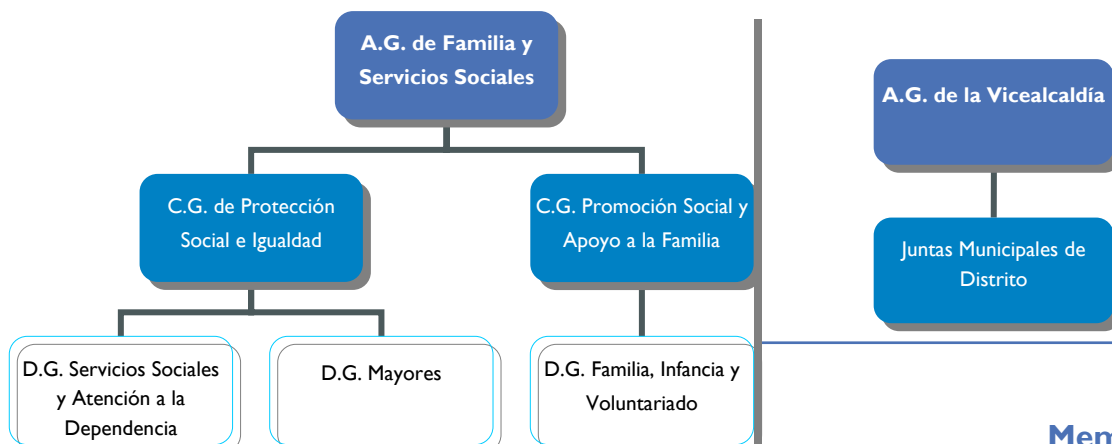 A.G. de Familia y
Servicios Sociales
A.G. de la Vicealcaldía
C.G. de Protección
Social e Igualdad
C.G. Promoción Social y
Apoyo a la Familia
Juntas Municipales de
Distrito
D.G. Servicios Sociales
y Atención a la
Dependencia
D.G. Mayores
D.G. Familia, Infancia y
Voluntariado
Mem